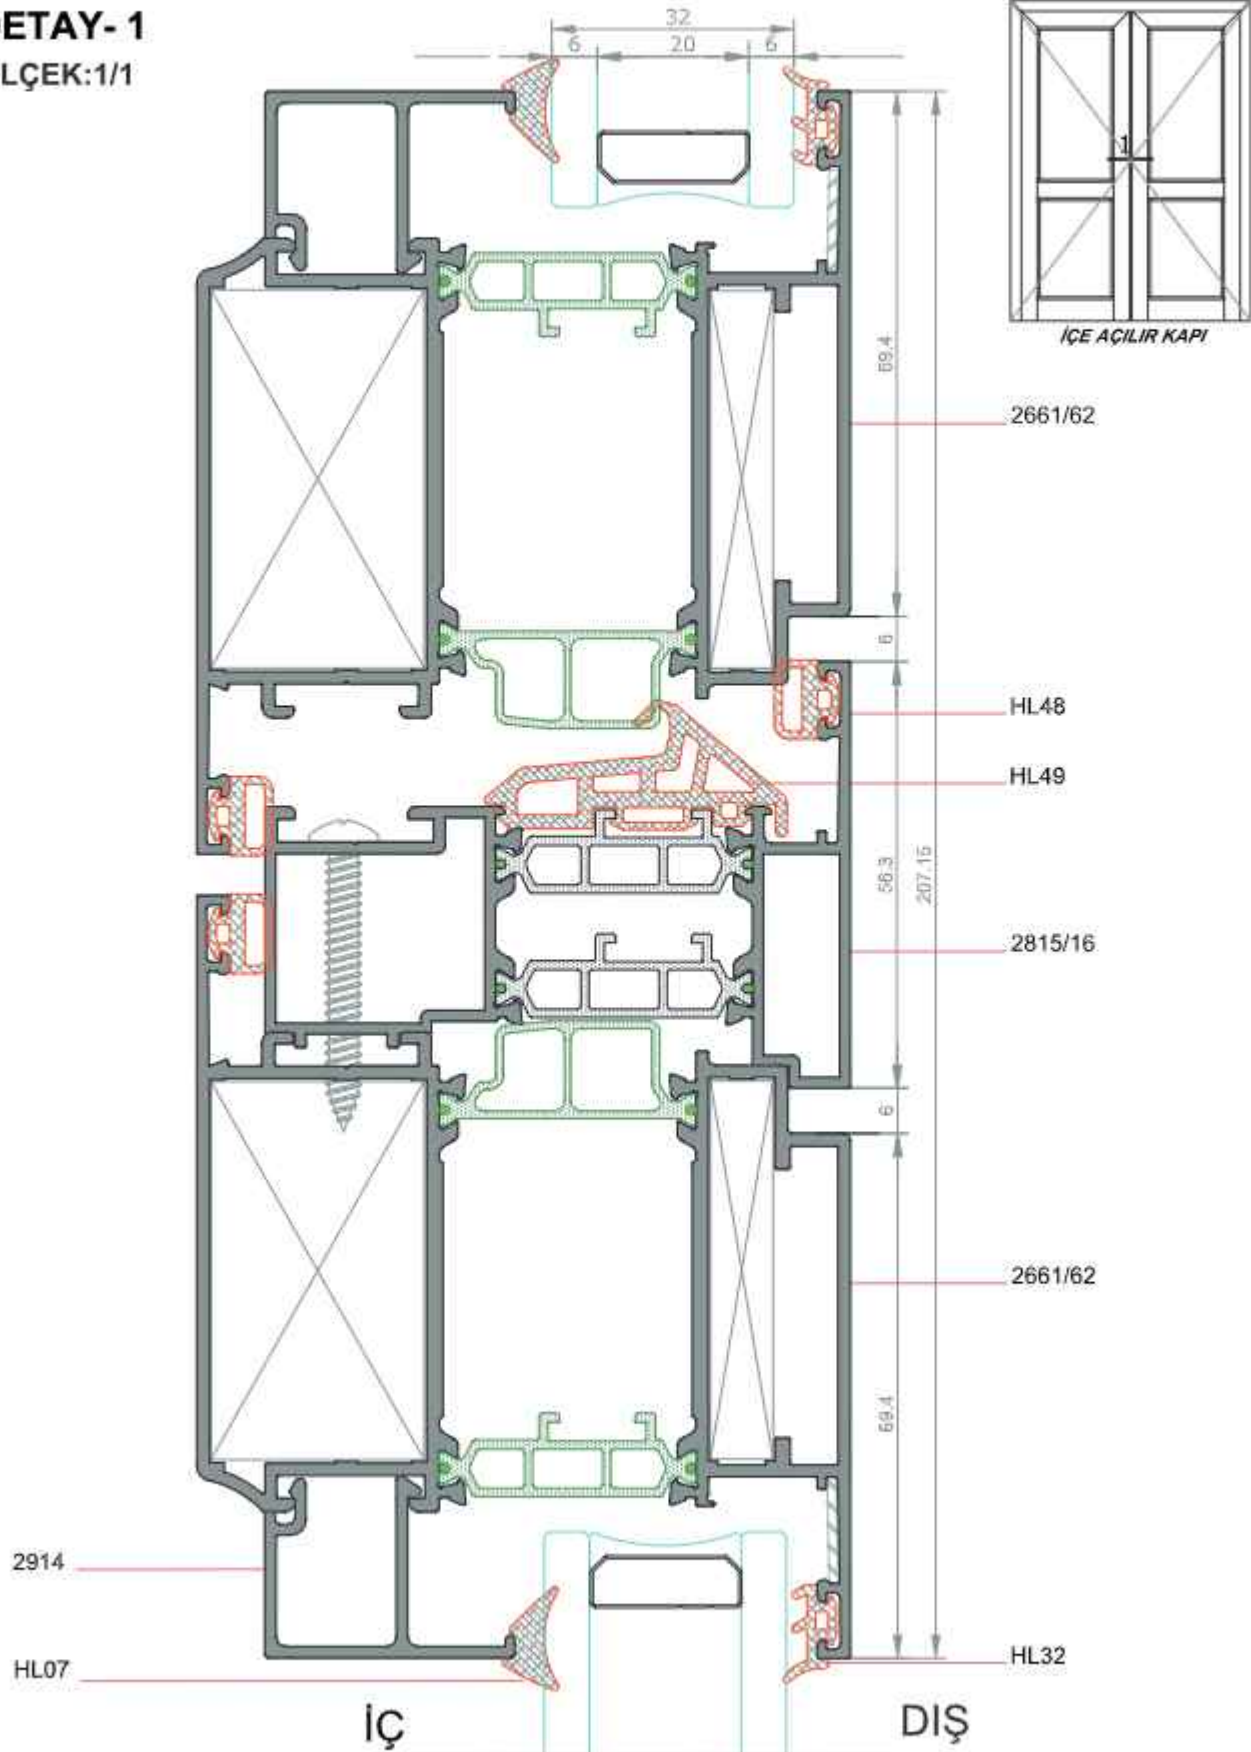 ETAY- 1
LÇEK:1/1
32
6 20 6
1
İÇE AÇILIR KAPI
69.4
2661/62
6
HL48
HL49
56.3
207.15
2815/16
6
2661/62
69.4
2914
HL07
HL32
İÇ
DIŞ